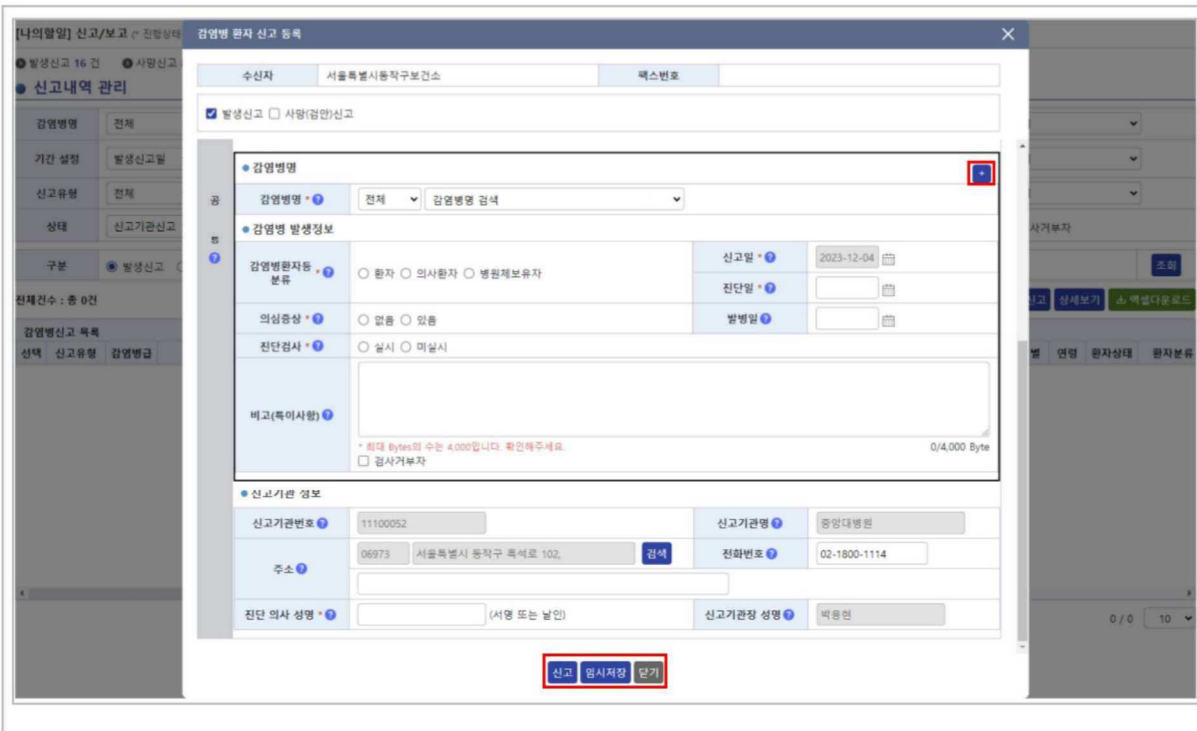 [나의할일] 신고/보고 (* 진행상태
감염병 환자 신고 등록
발생신고 16 건 사망신고
신고내역 관리
감염병명 전체
기간 설정 발생신고일
신고유형 전체
상태 신고기관신고
구분 발생신고
전체건수 : 총 0건
감염병신고 목록
선택 신고유형 감염병급
수신자 서울특별시동작구보건소 팩스번호
발생신고 사망(검안)신고
공
통
감염병명
+
감염병명 * 전체 감염병명 검색
감염병 발생정보
감염병환자등 분류 * 환자 의사환자 병원체보유자
신고일 * 2023-12-04
진단일 *
의심증상 * 없음 있음 발병일
진단검사 * 실시 미실시
비고(특이사항)
* 최대 Bytes의 수는 4,000입니다. 확인해주세요.
0/4,000 Byte
검사거부자
신고기관 정보
신고기관번호 11100052 신고기관명 중앙대병원
주소 06973 서울특별시 동작구 흑석로 102, 검색 전화번호 02-1800-1114
진단 의사 성명 * (서명 또는 날인) 신고기관장 성명 박용현
신고 임시저장 닫기
사거부자
조회
신고 상세보기 엑셀다운로드
별 연령 환자상태 환자분류
0 / 0 10